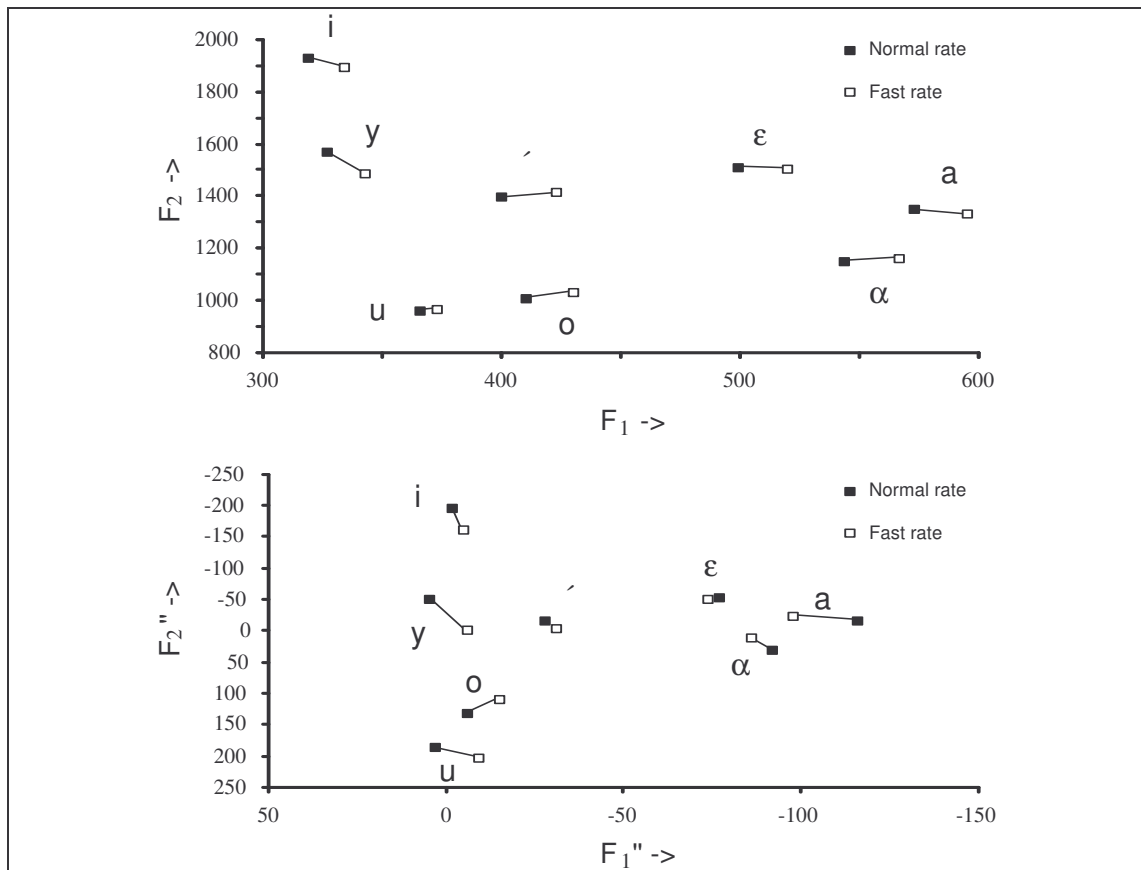 i
2000
Normal rate
1800
Fast rate
y
ε
1600
´
a
1400
F2 ->
1200
α
1000
u
o
800
300
400
500
600
F1 ->
-250
-200
i
Normal rate
-150
Fast rate
-100
ε
´
-50
a
0
y
F2" ->
50
α
100
o
150
200
u
250
50
0
-50
-100
-150
F1" ->